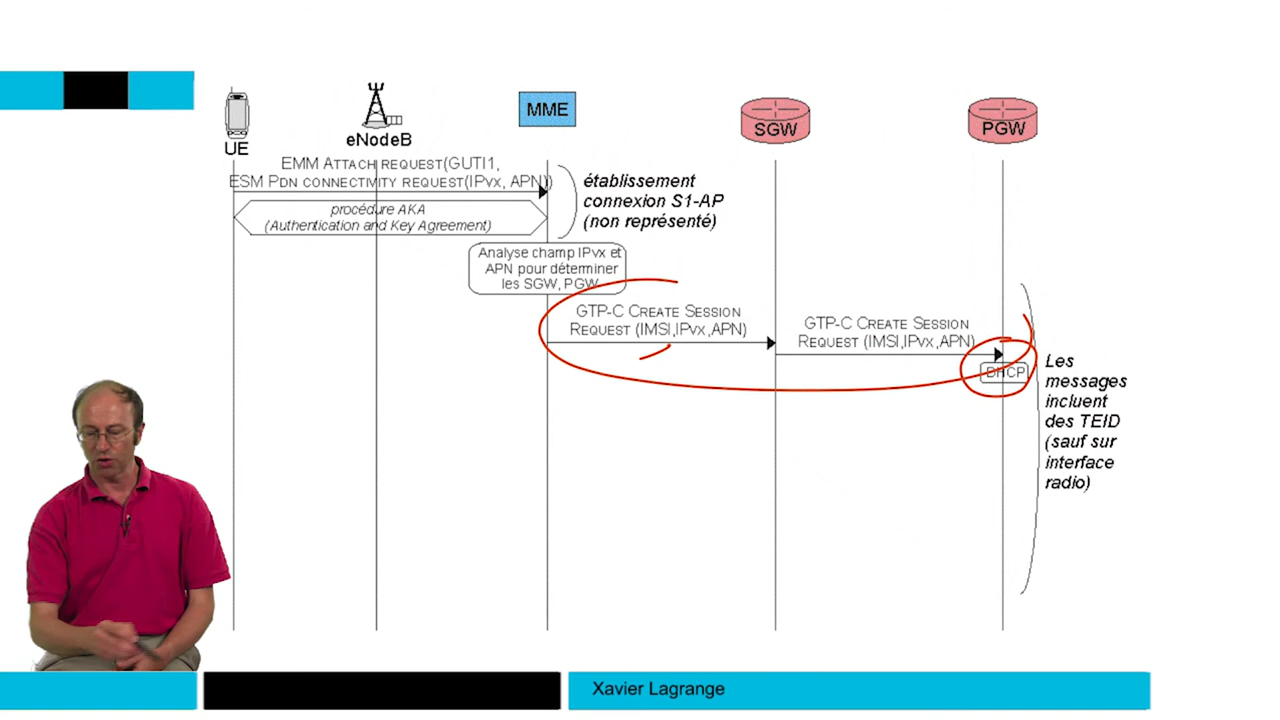 MME
SGW
PGW
eNodeB
UE
EMM ATTACH REQUEST(GUTI1,
ESM PDN CONNECTIVITY REQUEST(IPvx, APN))
établissement
connexion S1-AP
(non représenté)
procédure AKA
(Authentication and Key Agreement)
Analyse champ IPvx et
APN pour déterminer
les SGW, PGW
GTP-C CREATE SESSION
REQUEST (IMSI,IPvx,APN)
GTP-C CREATE SESSION
REQUEST (IMSI,IPvx,APN)
DHCP
Les
messages
incluent
des TEID
(sauf sur
interface
radio)
Xavier Lagrange